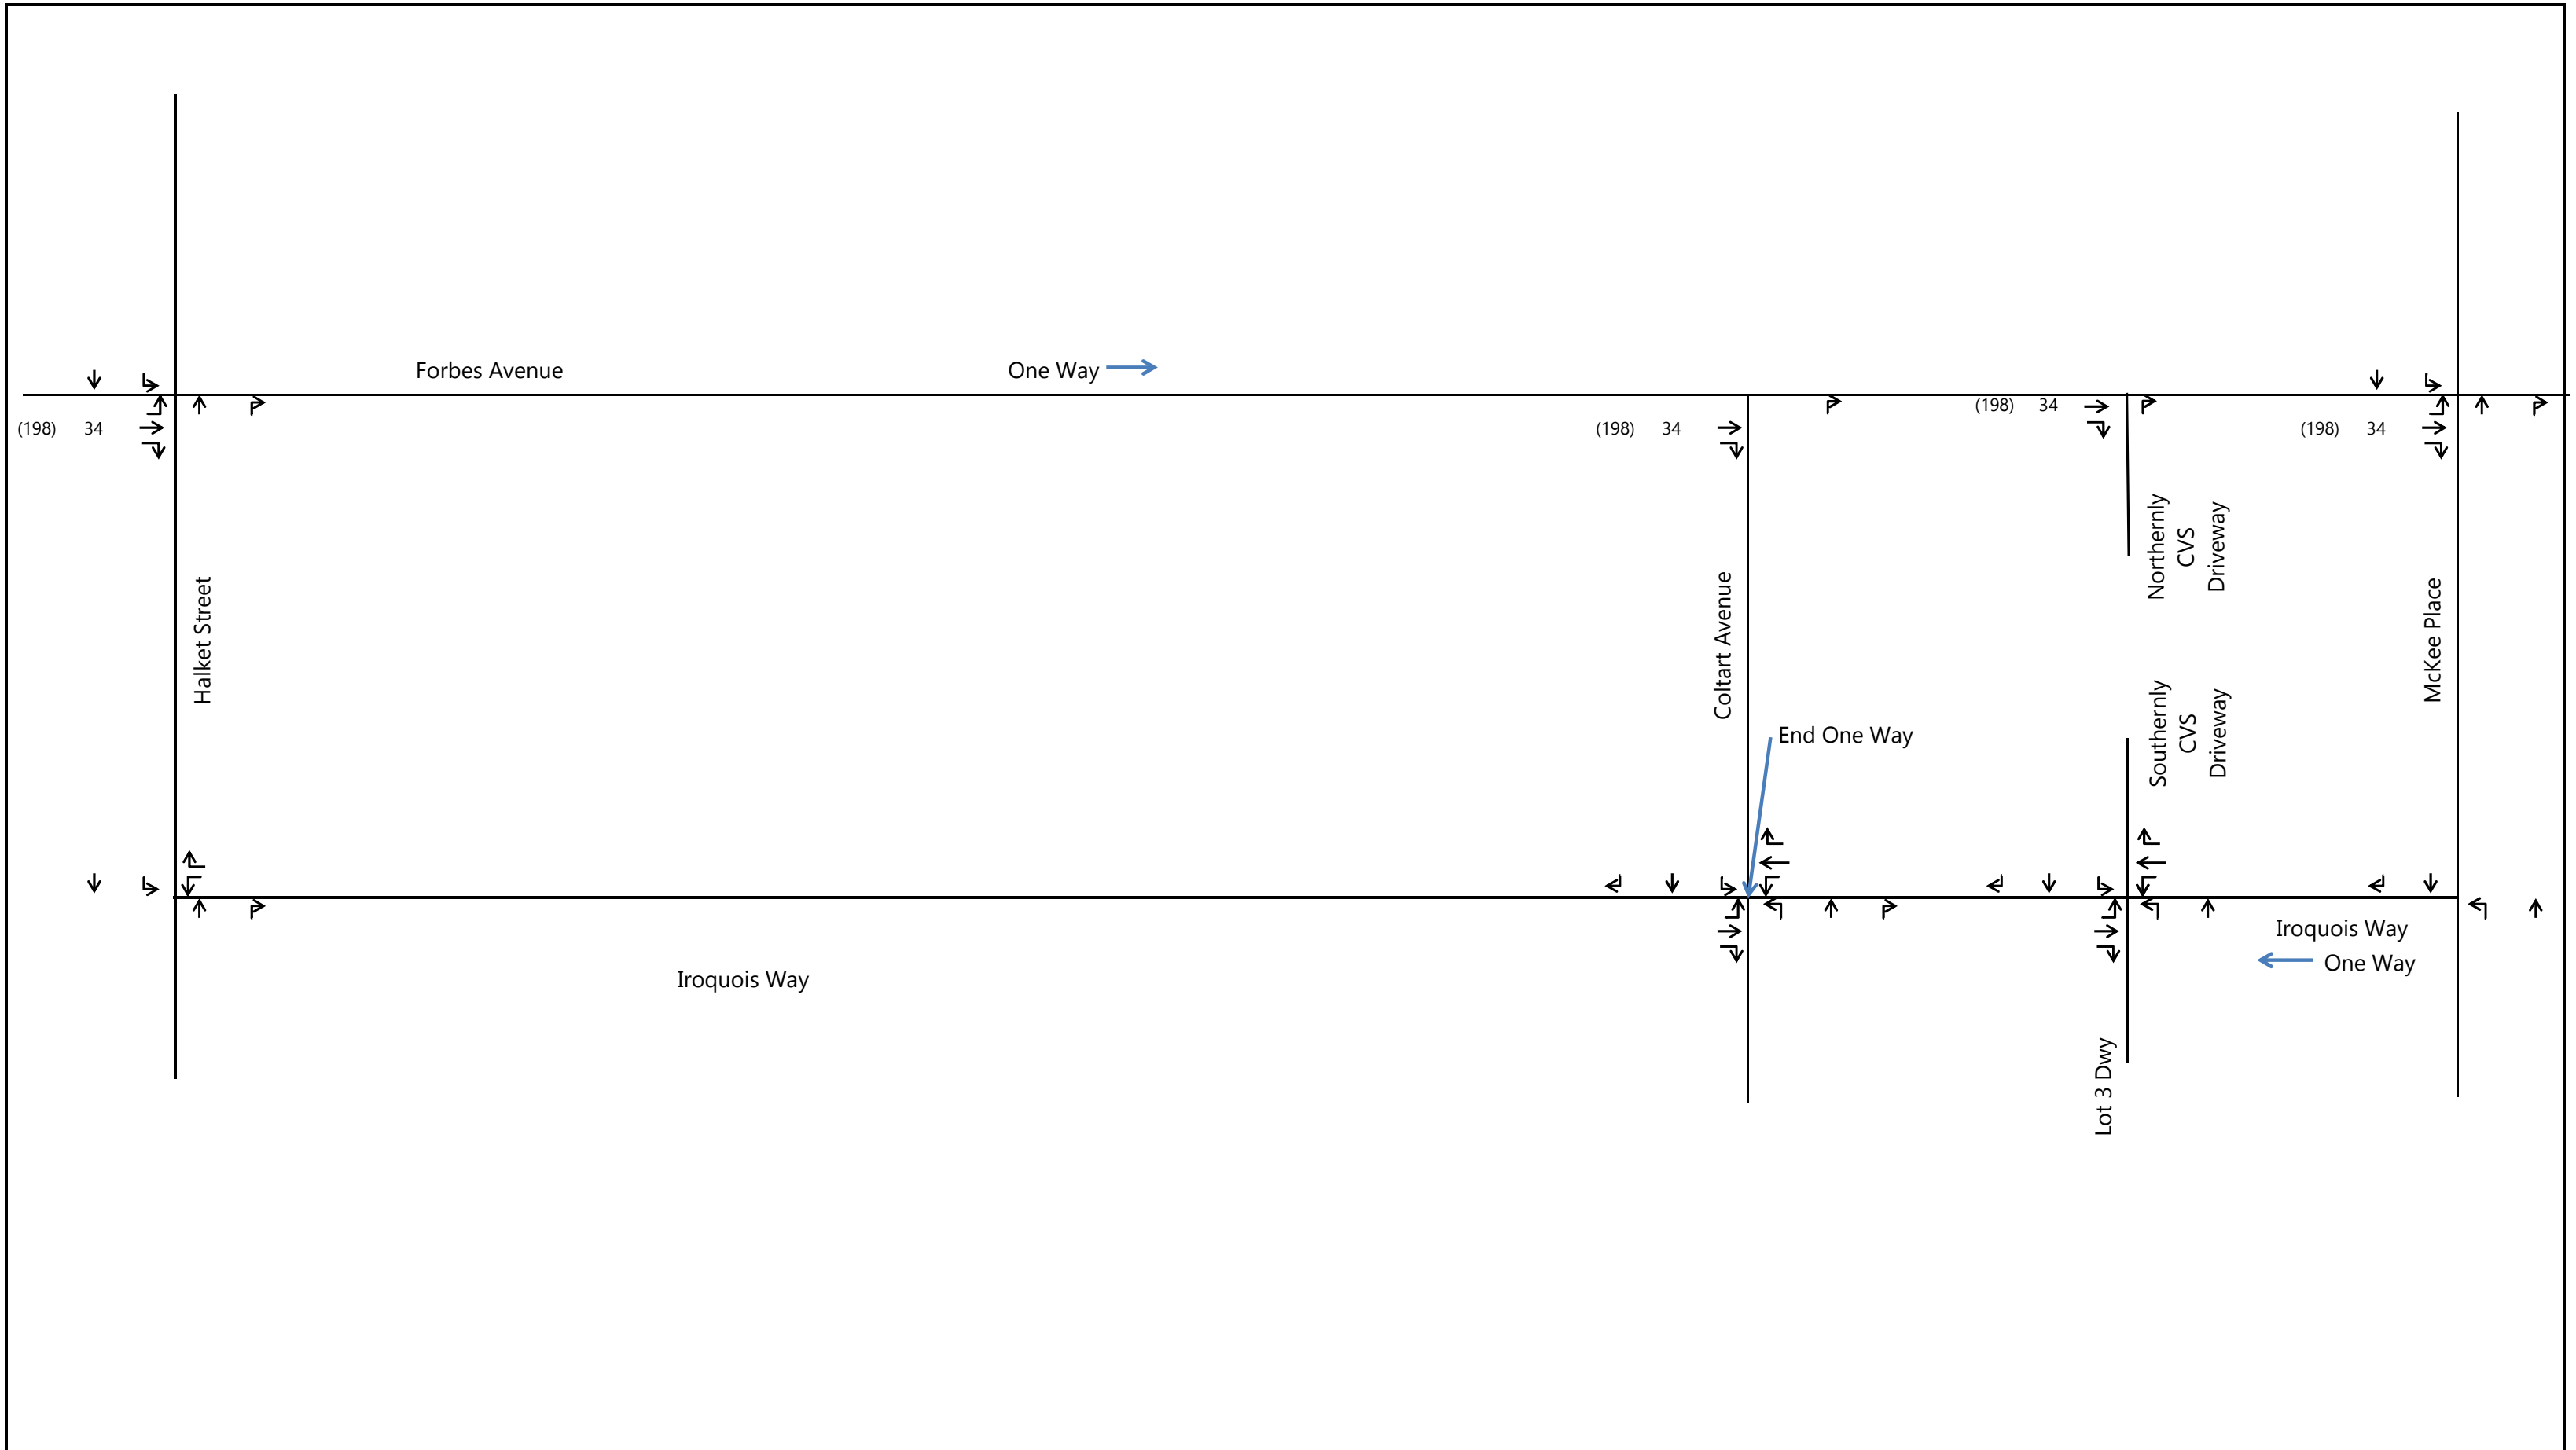 Forbes Avenue
One Way
(198) 34
(198) 34
(198) 34
(198) 34
Halket Street
Coltart Avenue
Northernly
CVS
Driveway
McKee Place
Southernly
CVS
Driveway
End One Way
Iroquois Way
One Way
Iroquois Way
Lot 3 Dwy